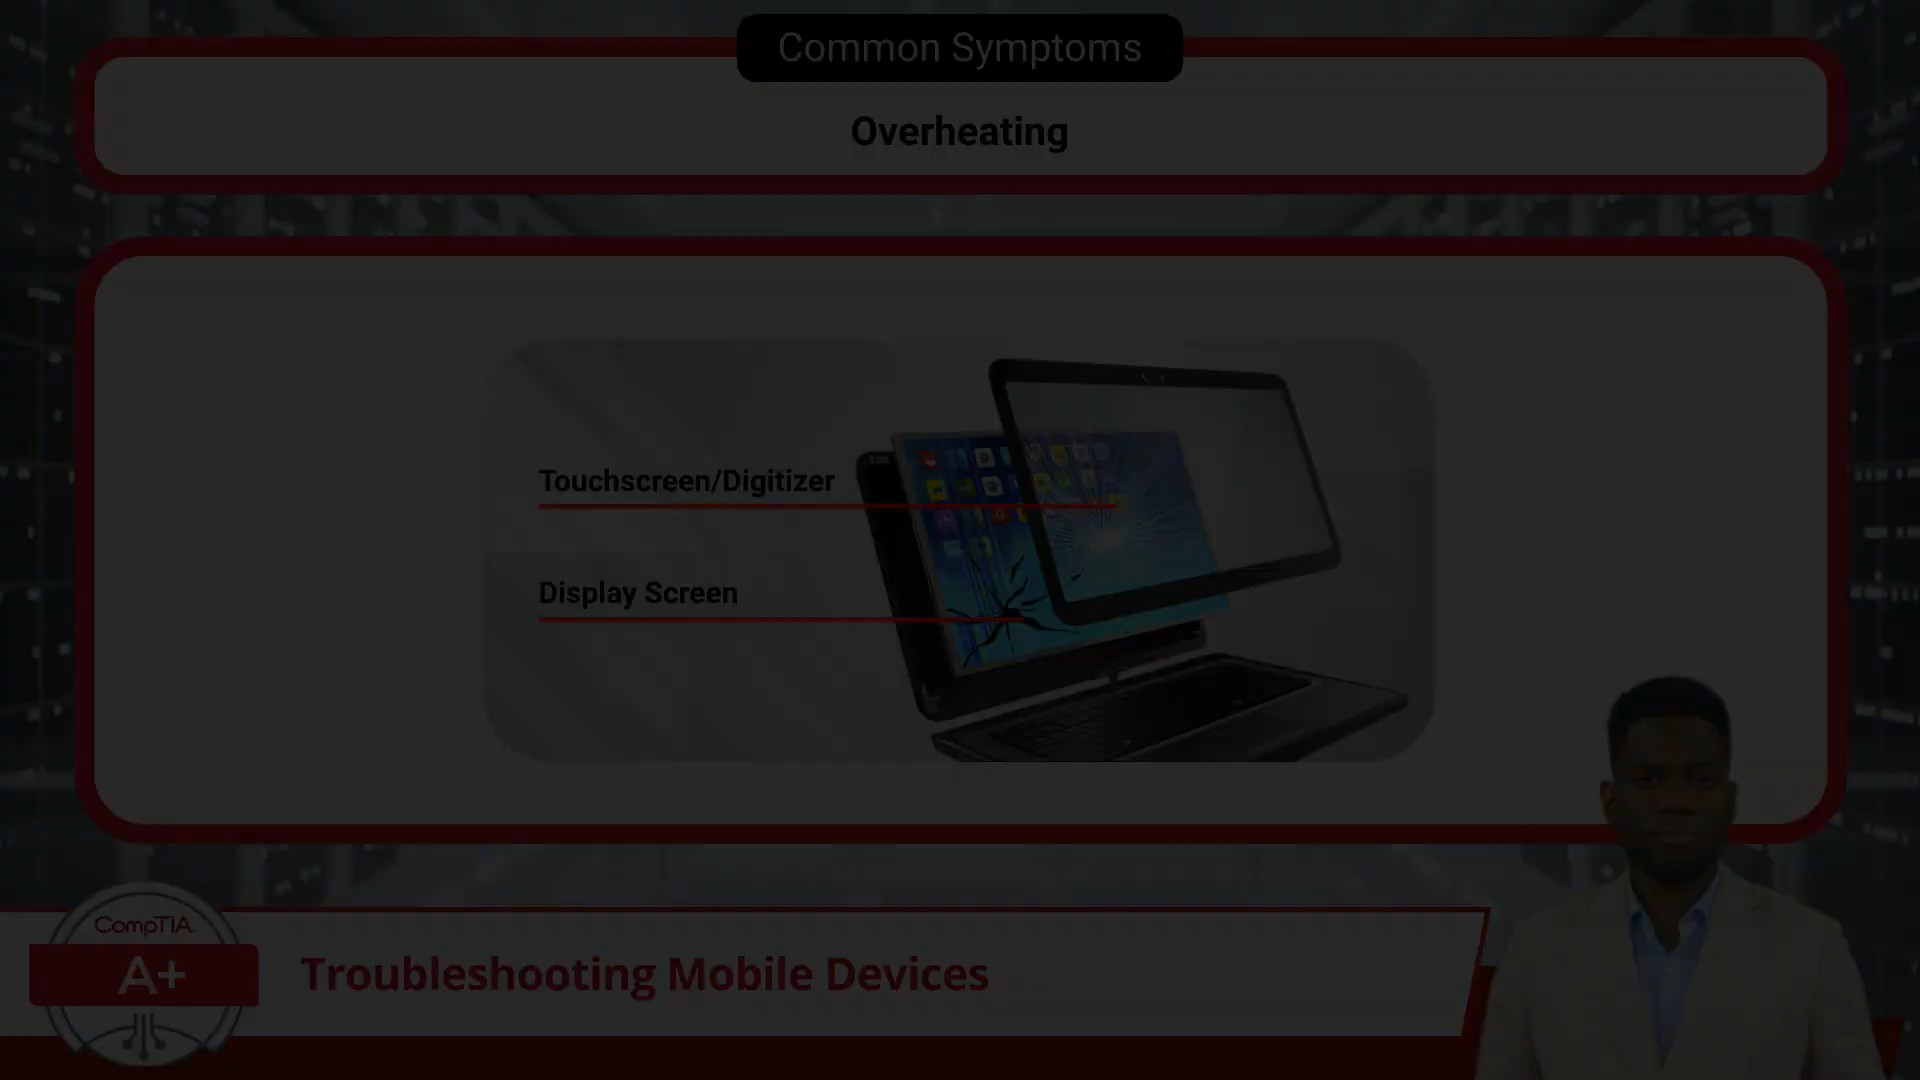 Common Symptoms
Overheating
Touchscreen/Digitizer
Display Screen
CompTIA.
A+
Troubleshooting Mobile Devices